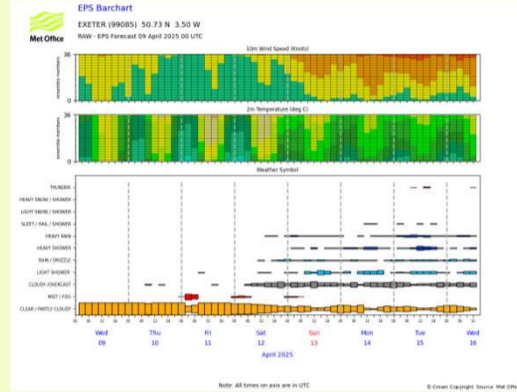 EPS Barchart
EXETER (99085) 50.73 N 3.50 W
RAW - EPS Forecast 09 April 2025 00 UTC
Met Office
10m Wind Speed (Knots)
36
ensemble members
0
2m Temperature (deg C)
36
ensemble members
0
Weather Symbol
THUNDER
HEAVY SNOW / SHOWER
LIGHT SNOW / SHOWER
SLEET / HAIL / SHOWER
HEAVY RAIN
HEAVY SHOWER
RAIN / DRIZZLE
LIGHT SHOWER
CLOUDY /OVERCAST
MIST / FOG
CLEAR / PARTLY CLOUDY
Wed Thu Fri Sat Sun Mon Tue Wed
09 10 11 12 13 14 15 16
April 2025
Note: All times on axis are in UTC
© Crown Copyright. Source: Met Office